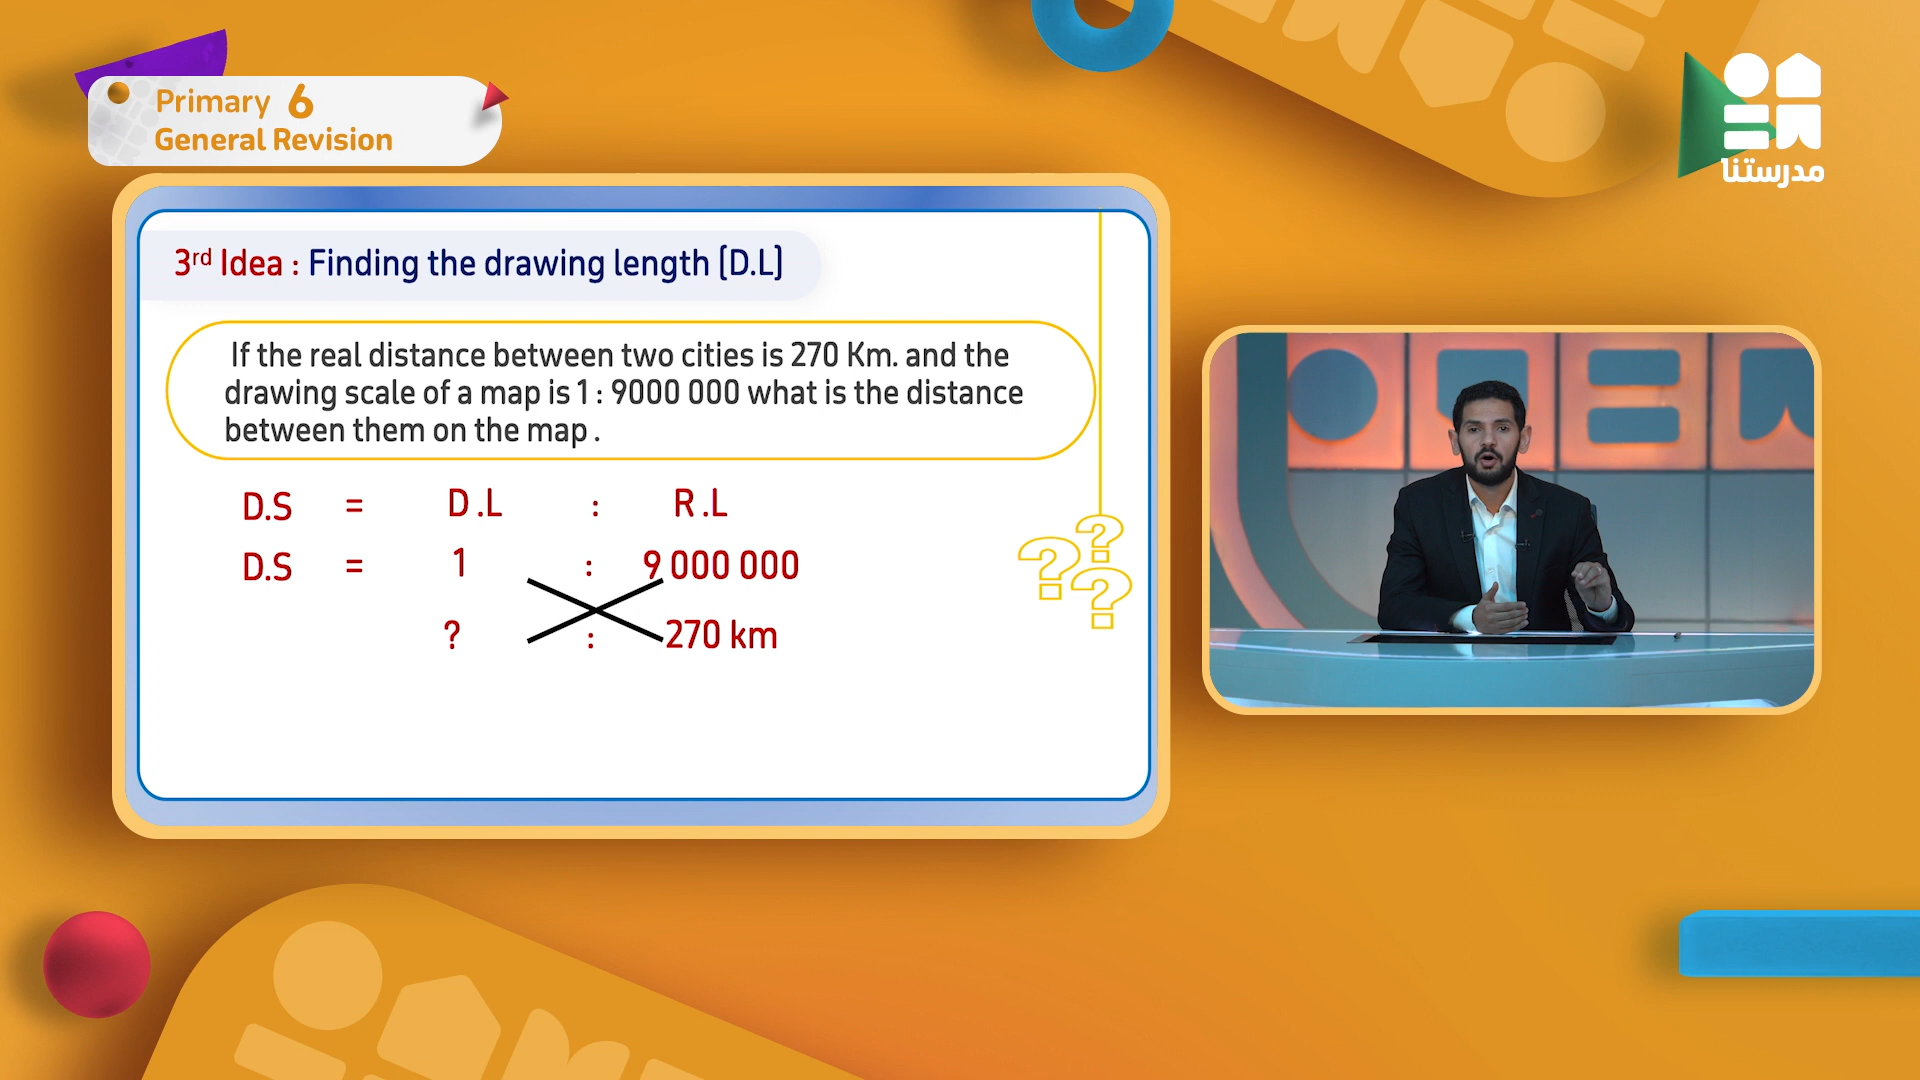 Primary 6
General Revision
مدرستنا
3rd Idea : Finding the drawing length (D.L)
If the real distance between two cities is 270 Km. and the
drawing scale of a map is 1 : 9000 000 what is the distance
between them on the map .
D.S = D .L : R .L
D.S = 1 : 9 000 000
? : 270 km
? ? ?